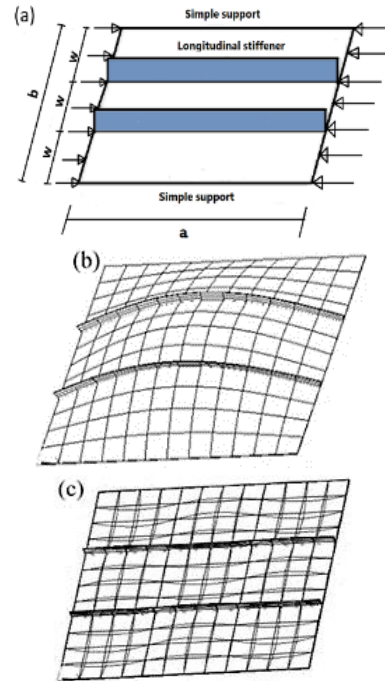 (a)
Simple support
Longitudinal stiffener
w
w
b
w
Simple support
a
(b)
(c)